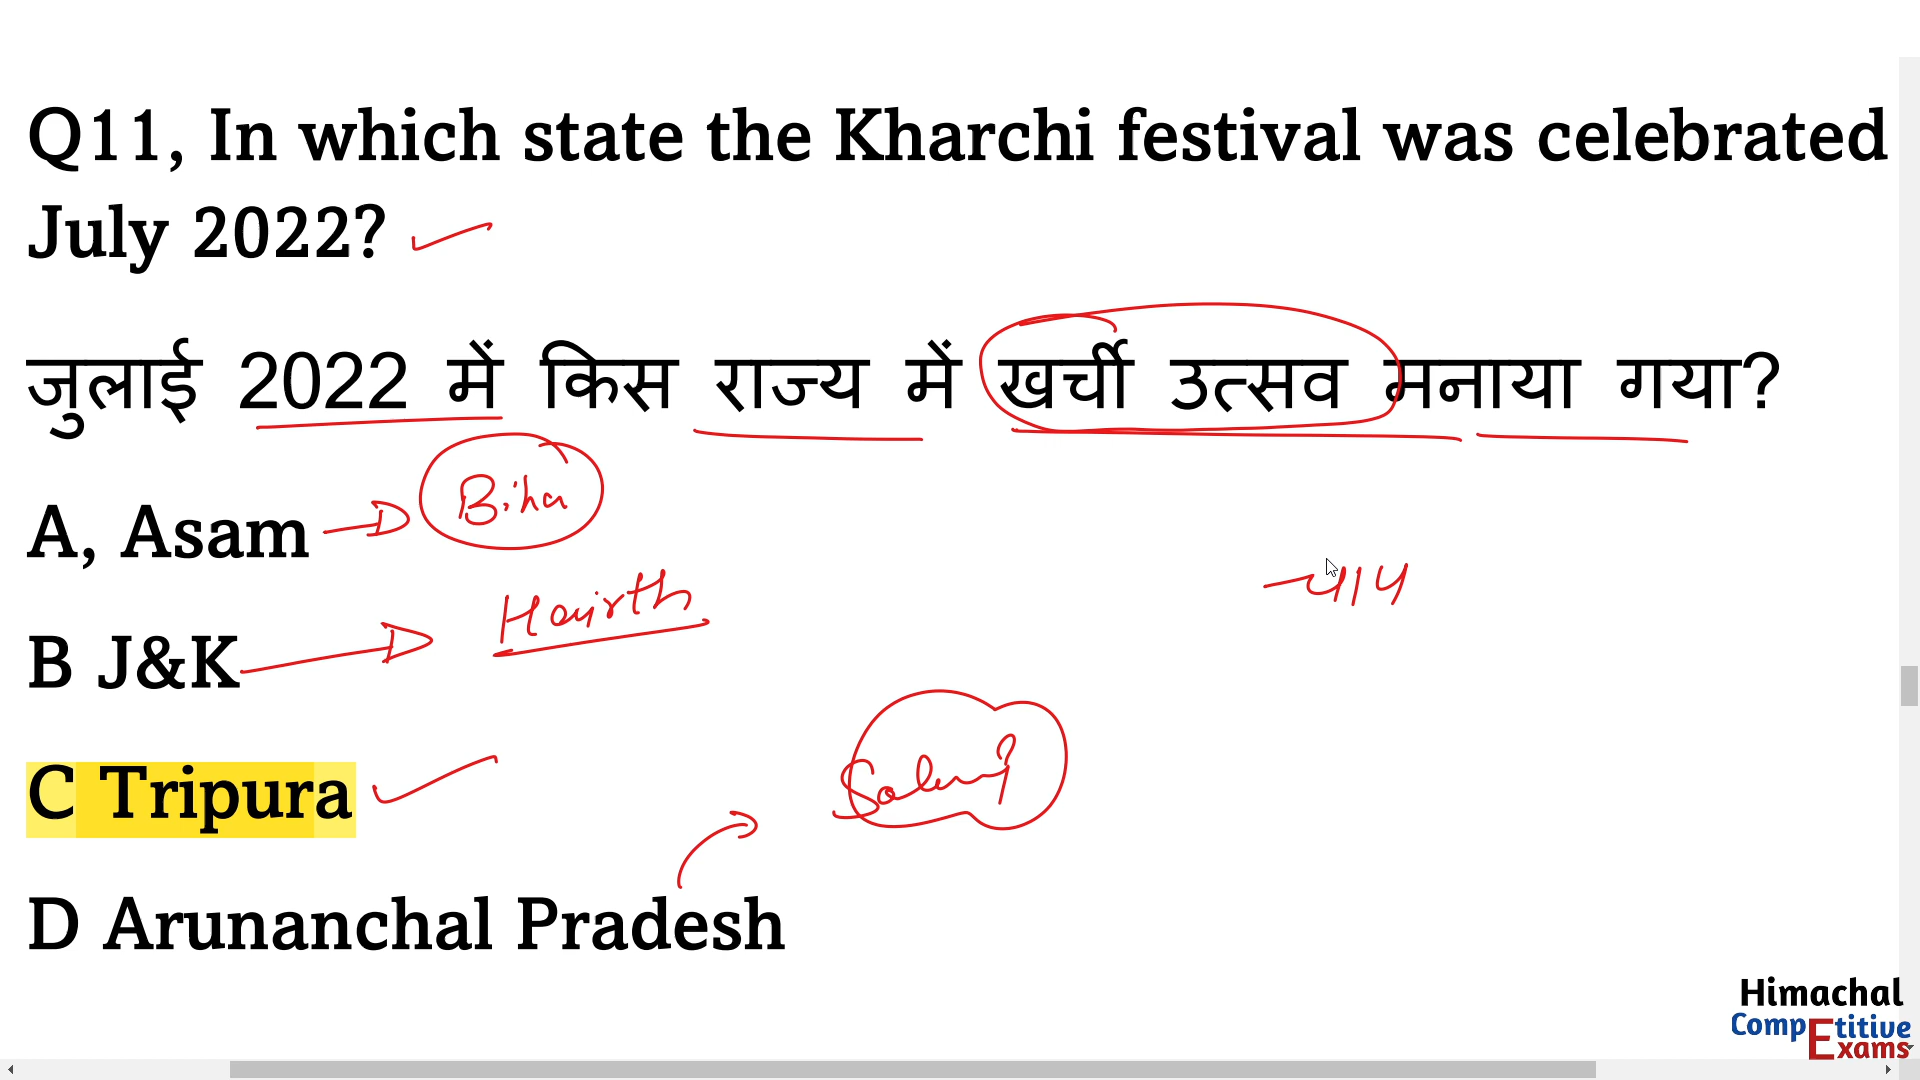 Q11, In which state the Kharchi festival was celebrated
July 2022?
जुलाई 2022 में किस राज्य में खर्ची उत्सव मनाया गया?
A, Asam
Bihu
B J&K
C Tripura
D Arunanchal Pradesh
Himachal
CompEtitive
Exams